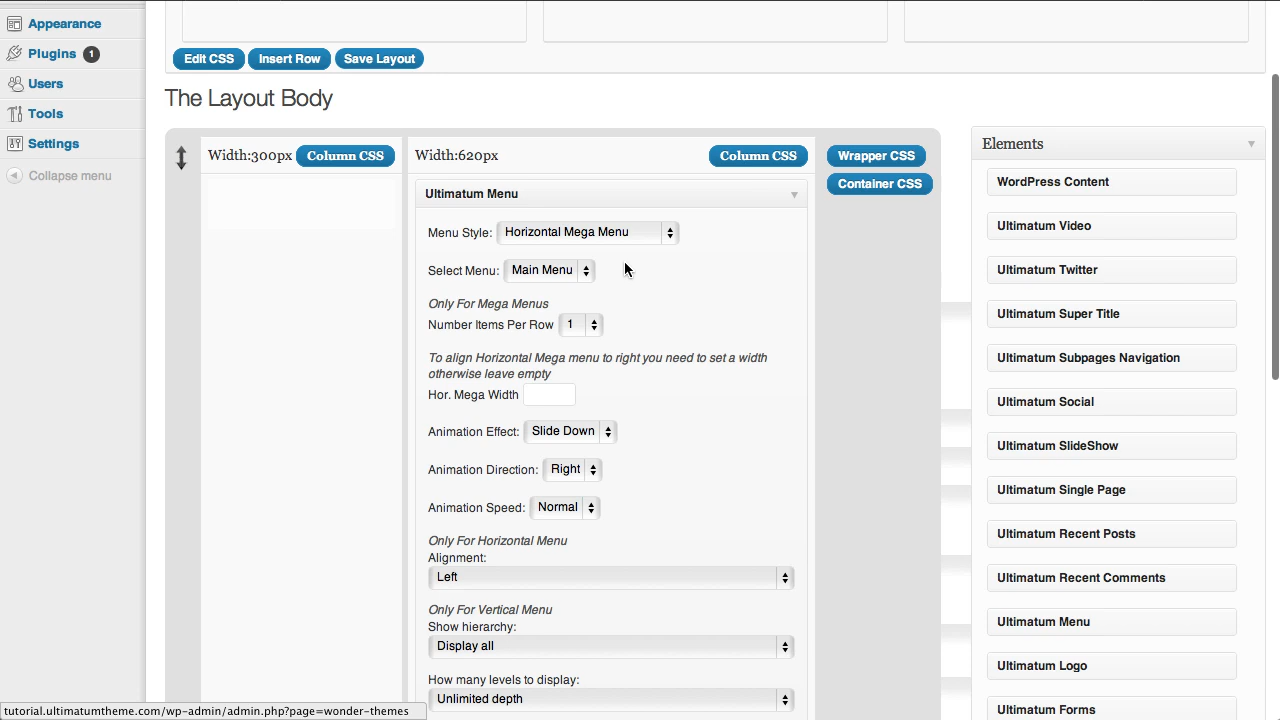 Appearance
Plugins 1
Users
Tools
Settings
Collapse menu
Edit CSS Insert Row Save Layout
The Layout Body
Width:300px Column CSS
Width:620px Column CSS
Wrapper CSS
Container CSS
Ultimatum Menu
Menu Style: Horizontal Mega Menu
Select Menu: Main Menu
Only For Mega Menus
Number Items Per Row 1
To align Horizontal Mega menu to right you need to set a width
otherwise leave empty
Hor. Mega Width
Animation Effect: Slide Down
Animation Direction: Right
Animation Speed: Normal
Only For Horizontal Menu
Alignment:
Left
Only For Vertical Menu
Show hierarchy:
Display all
How many levels to display:
Unlimited depth
Elements
WordPress Content
Ultimatum Video
Ultimatum Twitter
Ultimatum Super Title
Ultimatum Subpages Navigation
Ultimatum Social
Ultimatum SlideShow
Ultimatum Single Page
Ultimatum Recent Posts
Ultimatum Recent Comments
Ultimatum Menu
Ultimatum Logo
Ultimatum Forms
tutorial.ultimatumtheme.com/wp-admin/admin.php?page=wonder-themes